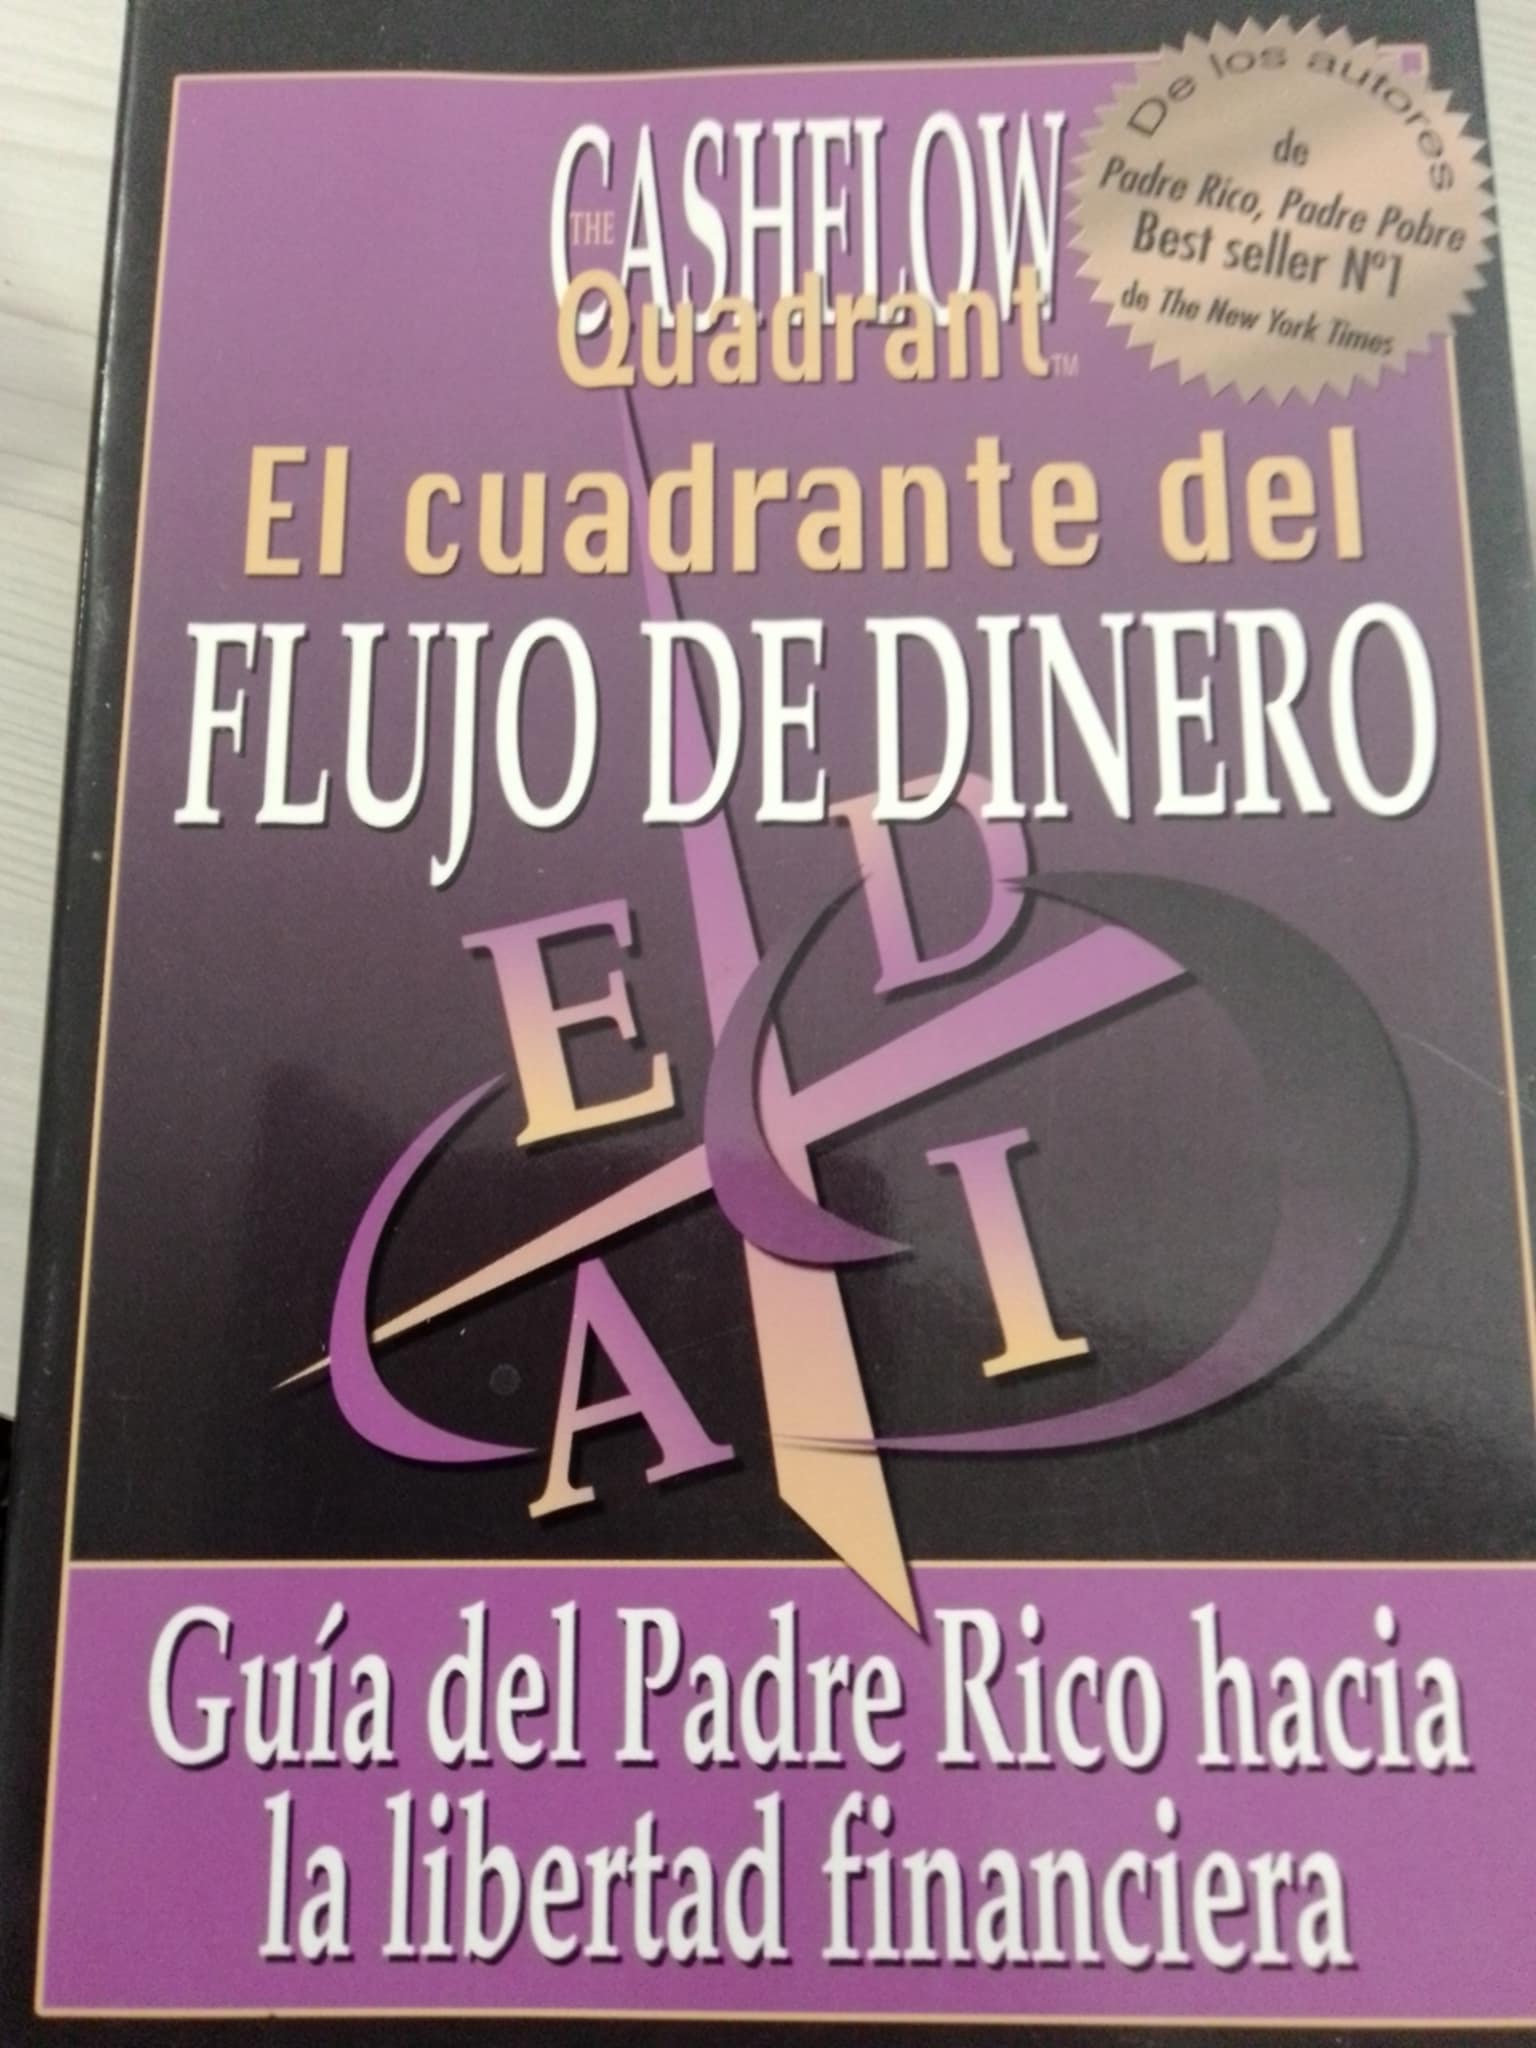 De los autores
de
Padre Rico, Padre Pobre
Best seller Nº1
de The New York Times
THE
CASHFLOW
Quadrant™
El cuadrante del
FLUJO DE DINERO
E D
A I
Guía del Padre Rico hacia
la libertad financiera